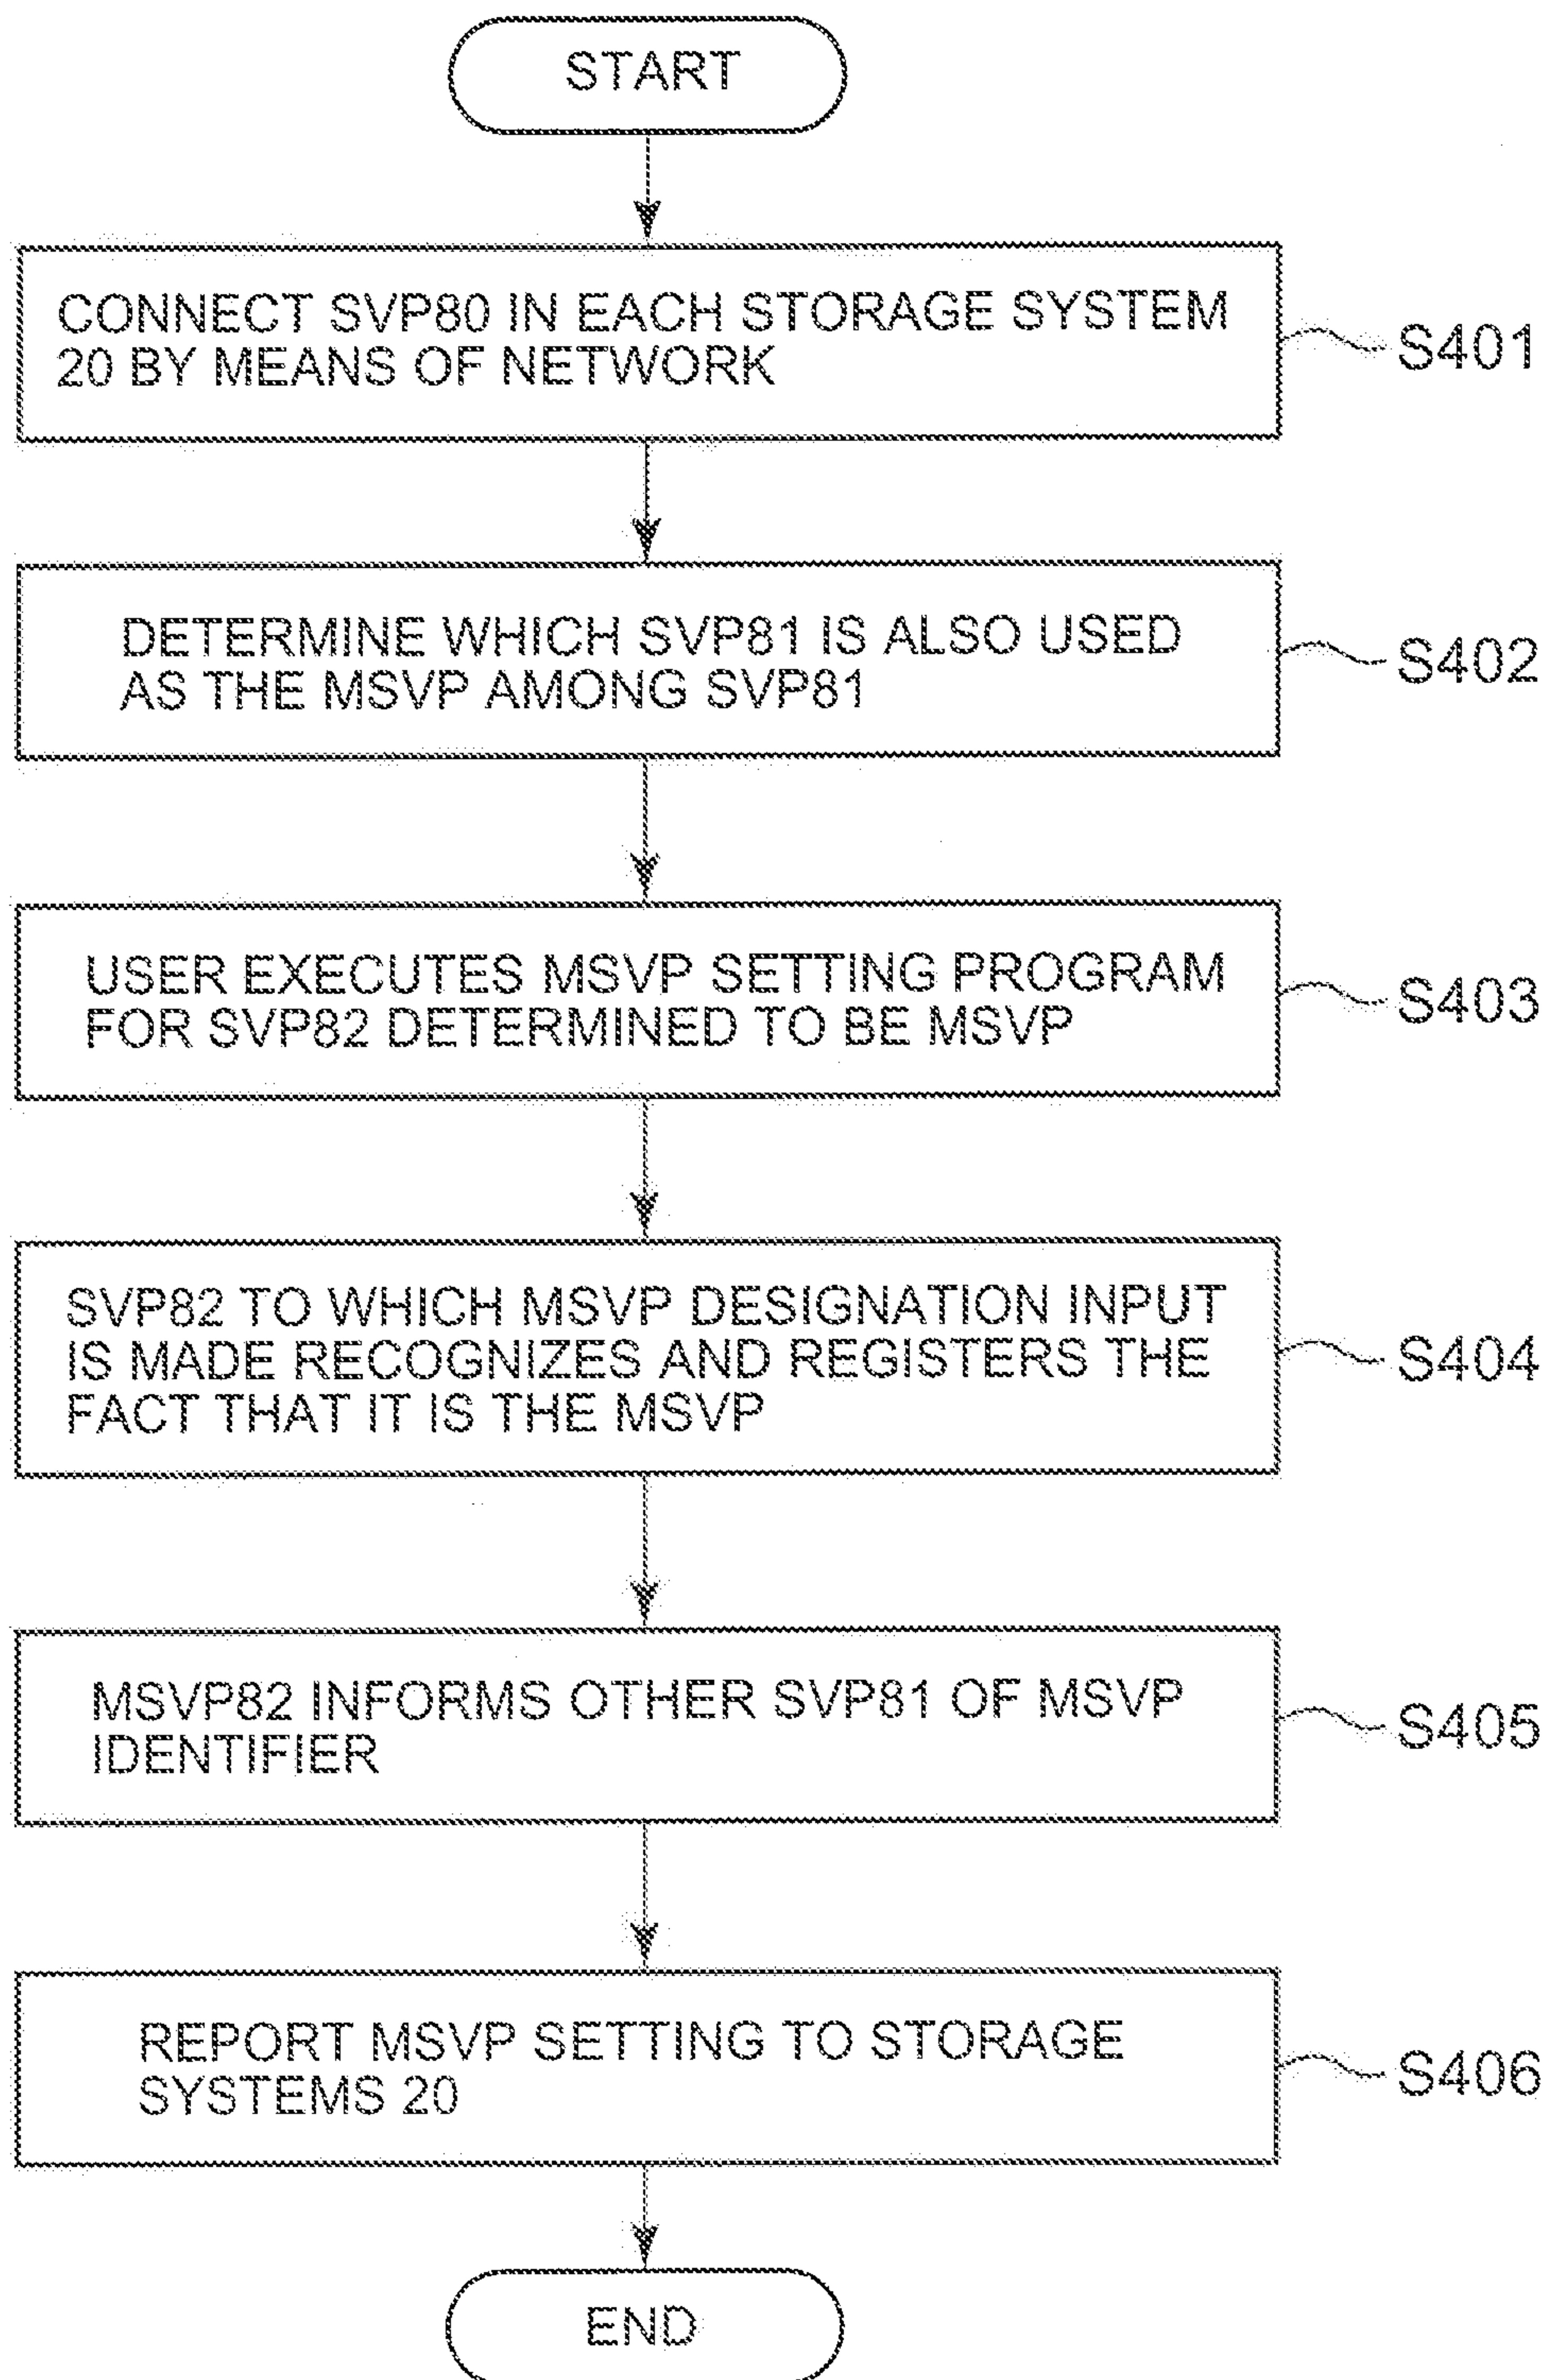 START
CONNECT SVP80 IN EACH STORAGE SYSTEM
20 BY MEANS OF NETWORK
S401
DETERMINE WHICH SVP81 IS ALSO USED
AS THE MSVP AMONG SVP81
S402
USER EXECUTES MSVP SETTING PROGRAM
FOR SVP82 DETERMINED TO BE MSVP
S403
SVP82 TO WHICH MSVP DESIGNATION INPUT
IS MADE RECOGNIZES AND REGISTERS THE
FACT THAT IT IS THE MSVP
S404
MSVP82 INFORMS OTHER SVP81 OF MSVP
IDENTIFIER
S405
REPORT MSVP SETTING TO STORAGE
SYSTEMS 20
S406
END